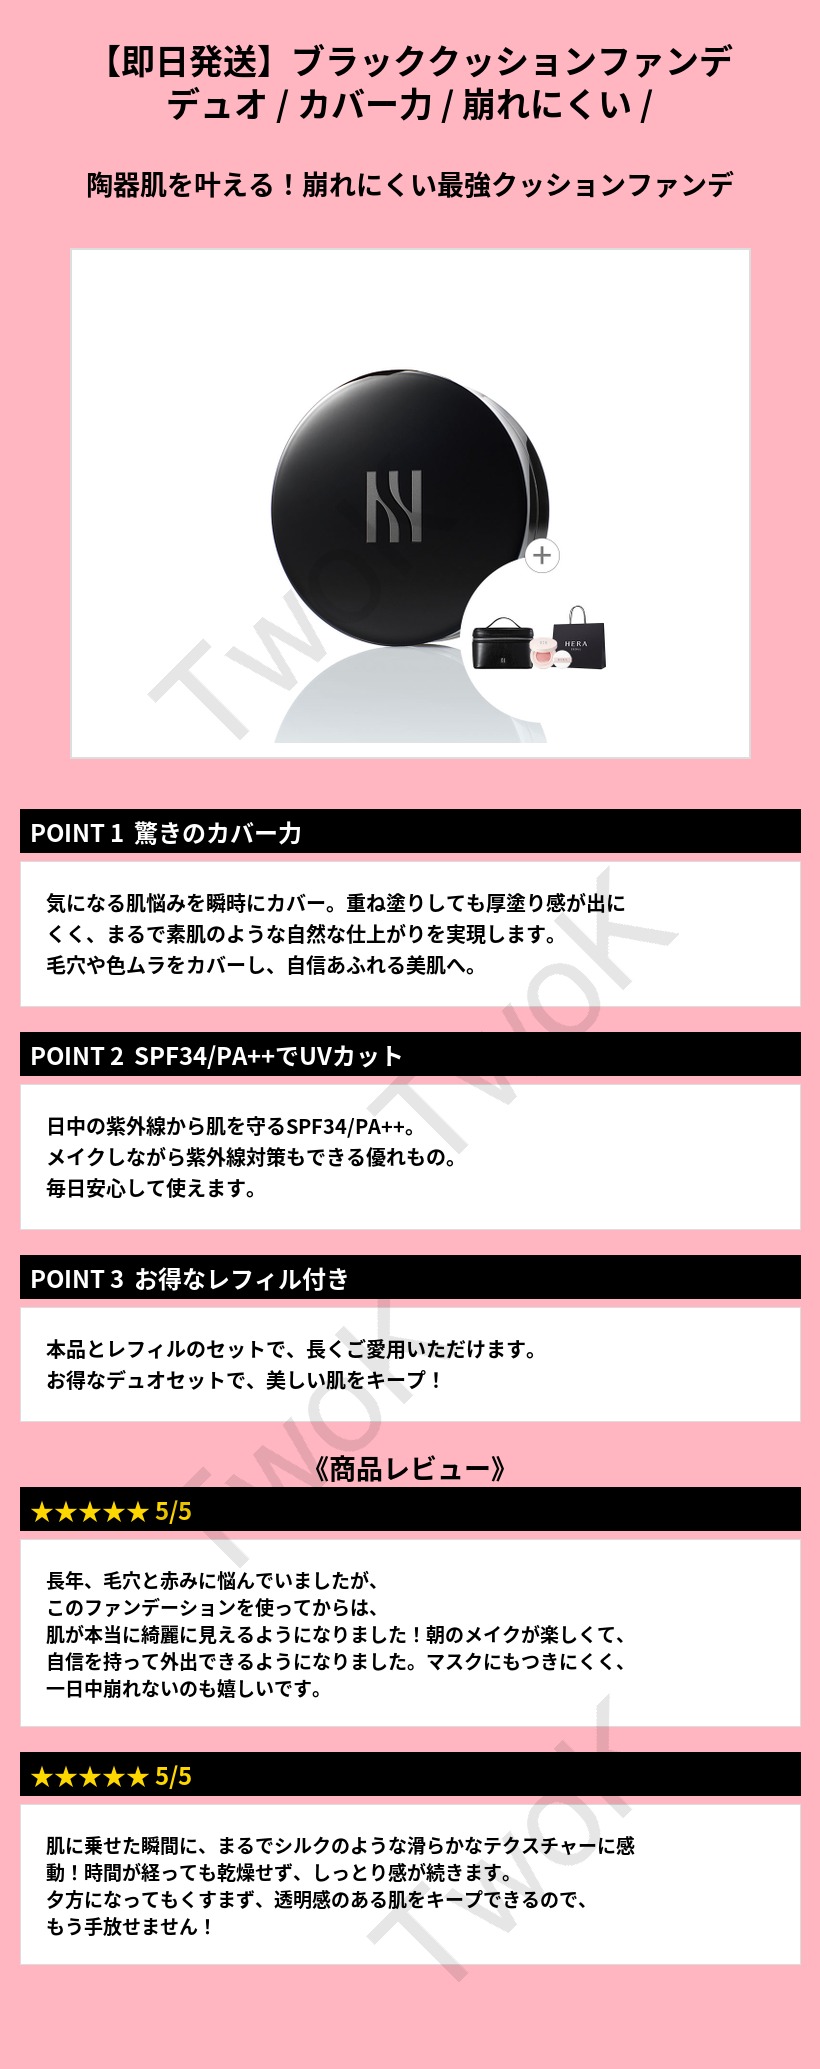 【即日発送】ブラッククッションファンデ
デュオ / カバー力 / 崩れにくい /
陶器肌を叶える！崩れにくい最強クッションファンデ
HERA
SEOUL
TwoK
POINT 1 驚きのカバー力
気になる肌悩みを瞬時にカバー。重ね塗りしても厚塗り感が出に
くく、まるで素肌のような自然な仕上がりを実現します。
毛穴や色ムラをカバーし、自信あふれる美肌へ。
TwoK
POINT 2 SPF34/PA++でUVカット
日中の紫外線から肌を守るSPF34/PA++。
メイクしながら紫外線対策もできる優れもの。
毎日安心して使えます。
POINT 3 お得なレフィル付き
本品とレフィルのセットで、長くご愛用いただけます。
お得なデュオセットで、美しい肌をキープ！
TwoK
《商品レビュー》
★★★★★ 5/5
長年、毛穴と赤みに悩んでいましたが、
このファンデーションを使ってからは、
肌が本当に綺麗に見えるようになりました！朝のメイクが楽しくて、
自信を持って外出できるようになりました。マスクにもつきにくく、
一日中崩れないのも嬉しいです。
★★★★★ 5/5
肌に乗せた瞬間に、まるでシルクのような滑らかなテクスチャーに感
動！時間が経っても乾燥せず、しっとり感が続きます。
夕方になってもくすまず、透明感のある肌をキープできるので、
もう手放せません！
TwoK